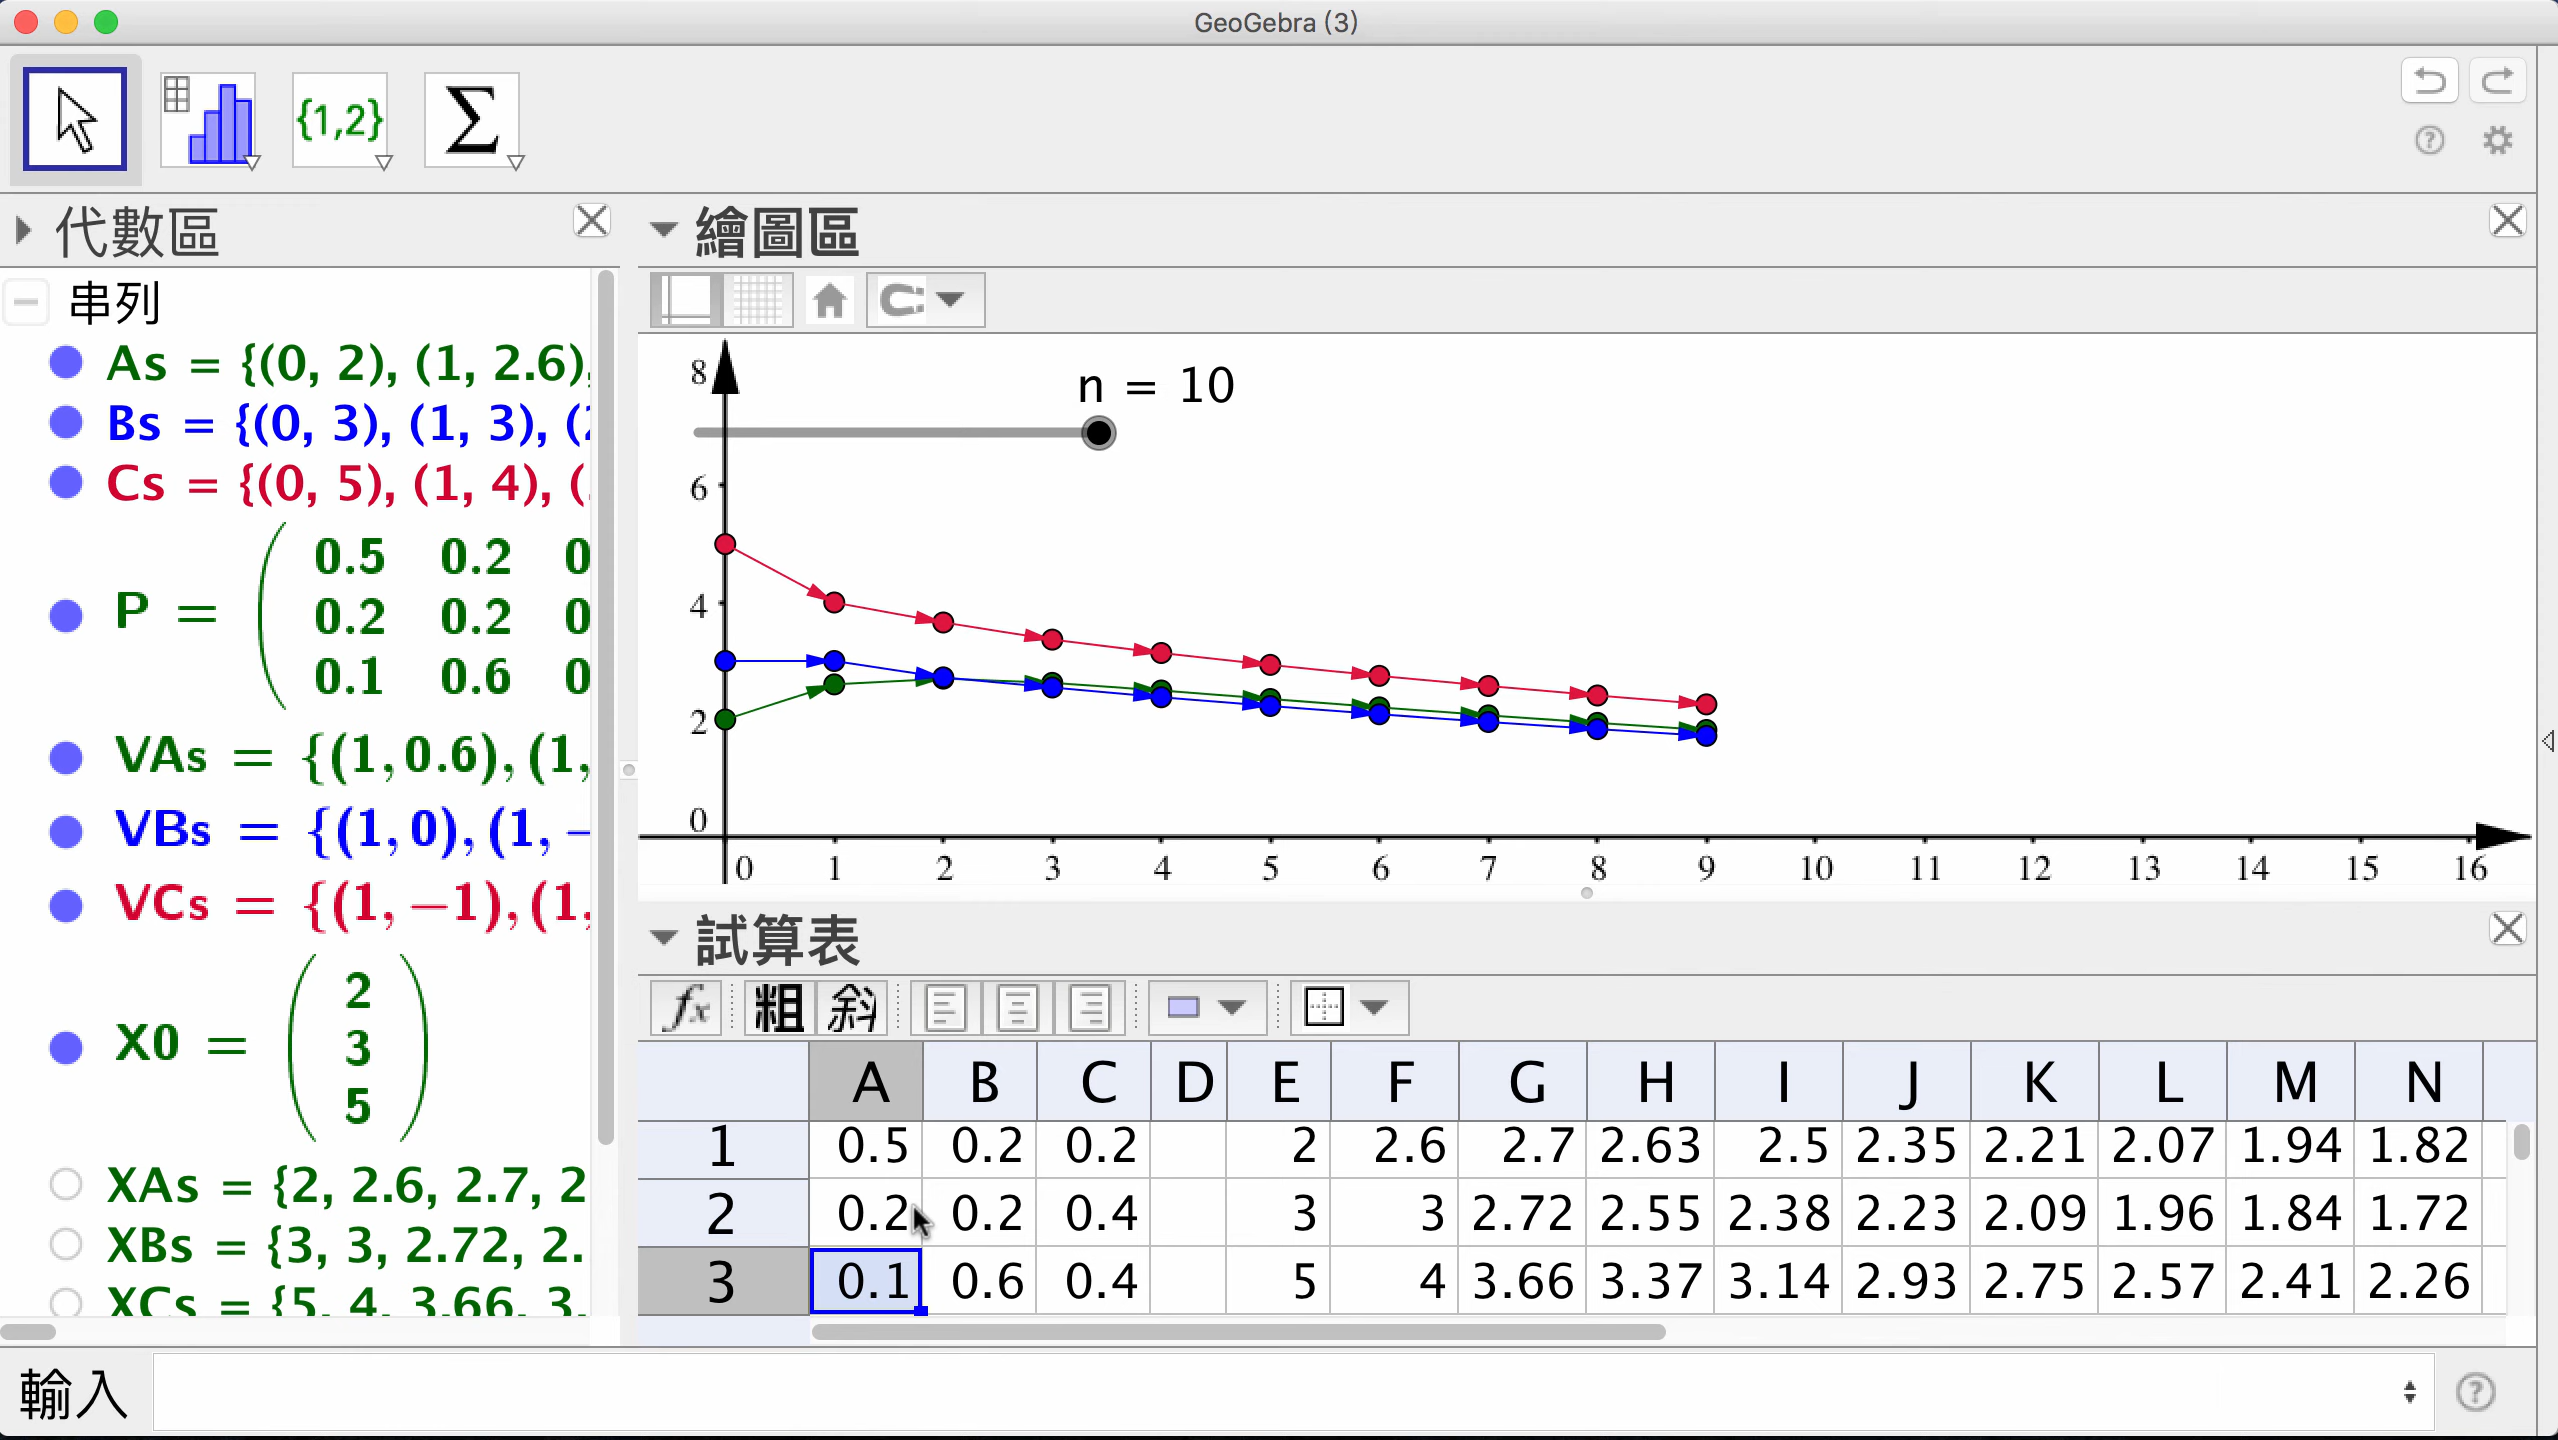 GeoGebra (3)
{1,2}
Σ
代數區
串列
As = {(0, 2), (1, 2.6),
Bs = {(0, 3), (1, 3), (2
Cs = {(0, 5), (1, 4), (
P =
0.5 0.2 0
0.2 0.2 0
0.1 0.6 0
VAs = {(1, 0.6), (1,
VBs = {(1, 0), (1, −
VCs = {(1, −1), (1,
X0 =
2
3
5
XAs = {2, 2.6, 2.7, 2
XBs = {3, 3, 2.72, 2.
XCs = {5, 4, 3.66, 3.
繪圖區
n = 10
8
6
4
2
0
0 1 2 3 4 5 6 7 8 9 10 11 12 13 14 15 16
試算表
fx 粗 斜
A B C D E F G H I J K L M N
1 0.5 0.2 0.2 2 2.6 2.7 2.63 2.5 2.35 2.21 2.07 1.94 1.82
2 0.2 0.2 0.4 3 3 2.72 2.55 2.38 2.23 2.09 1.96 1.84 1.72
3 0.1 0.6 0.4 5 4 3.66 3.37 3.14 2.93 2.75 2.57 2.41 2.26
輸入